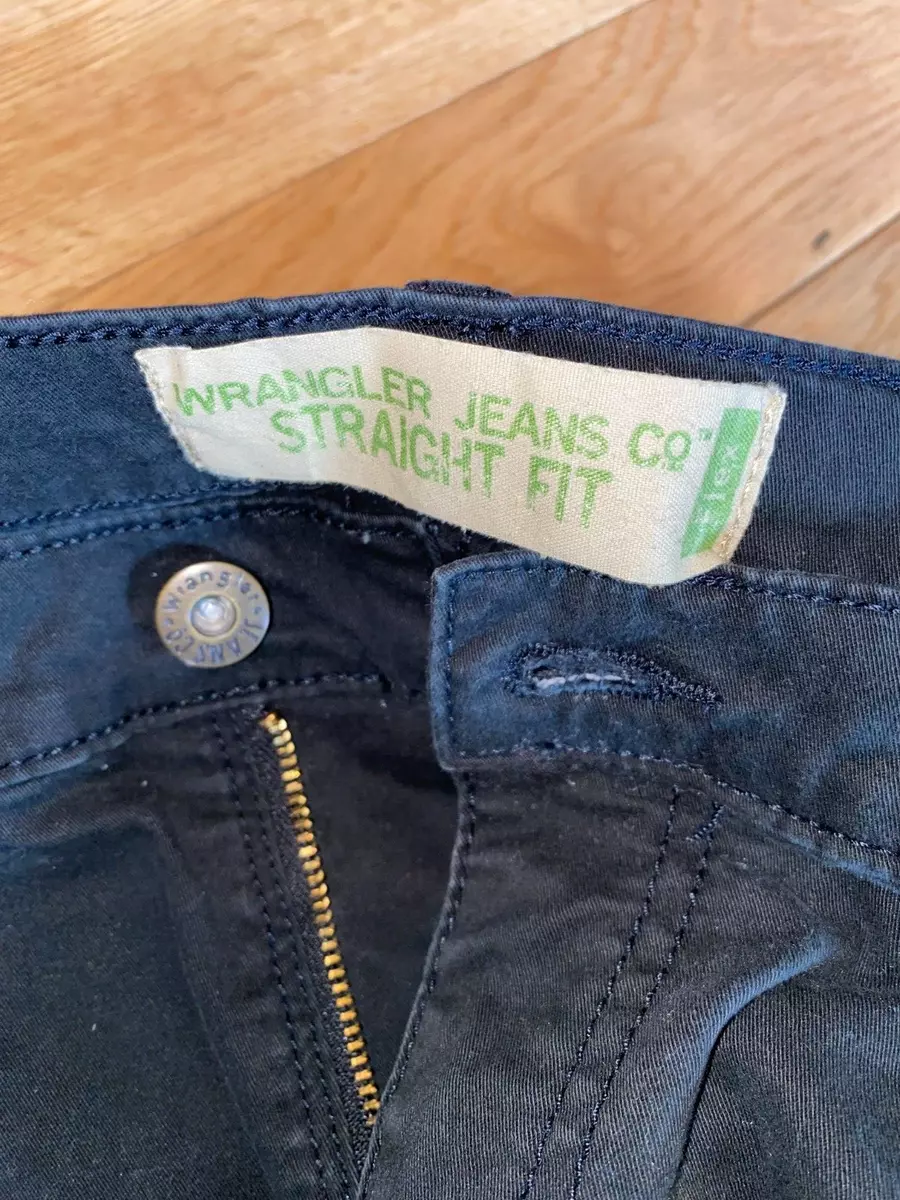 WRANGLER JEANS CO™
STRAIGHT FIT
flex
Wrangler
JEANS CO